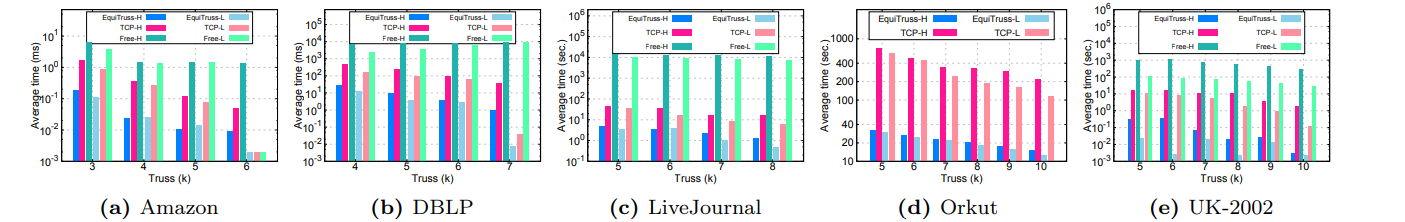 EquiTruss-H EquiTruss-L
TCP-H TCP-L
Free-H Free-L
Average time (ms)
10^1
10^0
10^-1
10^-2
10^-3
3 4 5 6
Truss (k)
(a) Amazon
EquiTruss-H EquiTruss-L
TCP-H TCP-L
Free-H Free-L
Average time (ms)
10^5
10^4
10^3
10^2
10^1
10^0
10^-1
10^-2
10^-3
4 5 6 7
Truss (k)
(b) DBLP
EquiTruss-H EquiTruss-L
TCP-H TCP-L
Free-H Free-L
Average time (sec.)
10^6
10^5
10^4
10^3
10^2
10^1
10^0
10^-1
5 6 7 8
Truss (k)
(c) LiveJournal
EquiTruss-H EquiTruss-L
TCP-H TCP-L
Average time (sec.)
1000
400
200
100
40
20
10
5 6 7 8 9 10
Truss (k)
(d) Orkut
EquiTruss-H EquiTruss-L
TCP-H TCP-L
Free-H Free-L
Average time (sec.)
10^6
10^5
10^4
10^3
10^2
10^1
10^0
10^-1
10^-2
10^-3
5 6 7 8 9 10
Truss (k)
(e) UK-2002